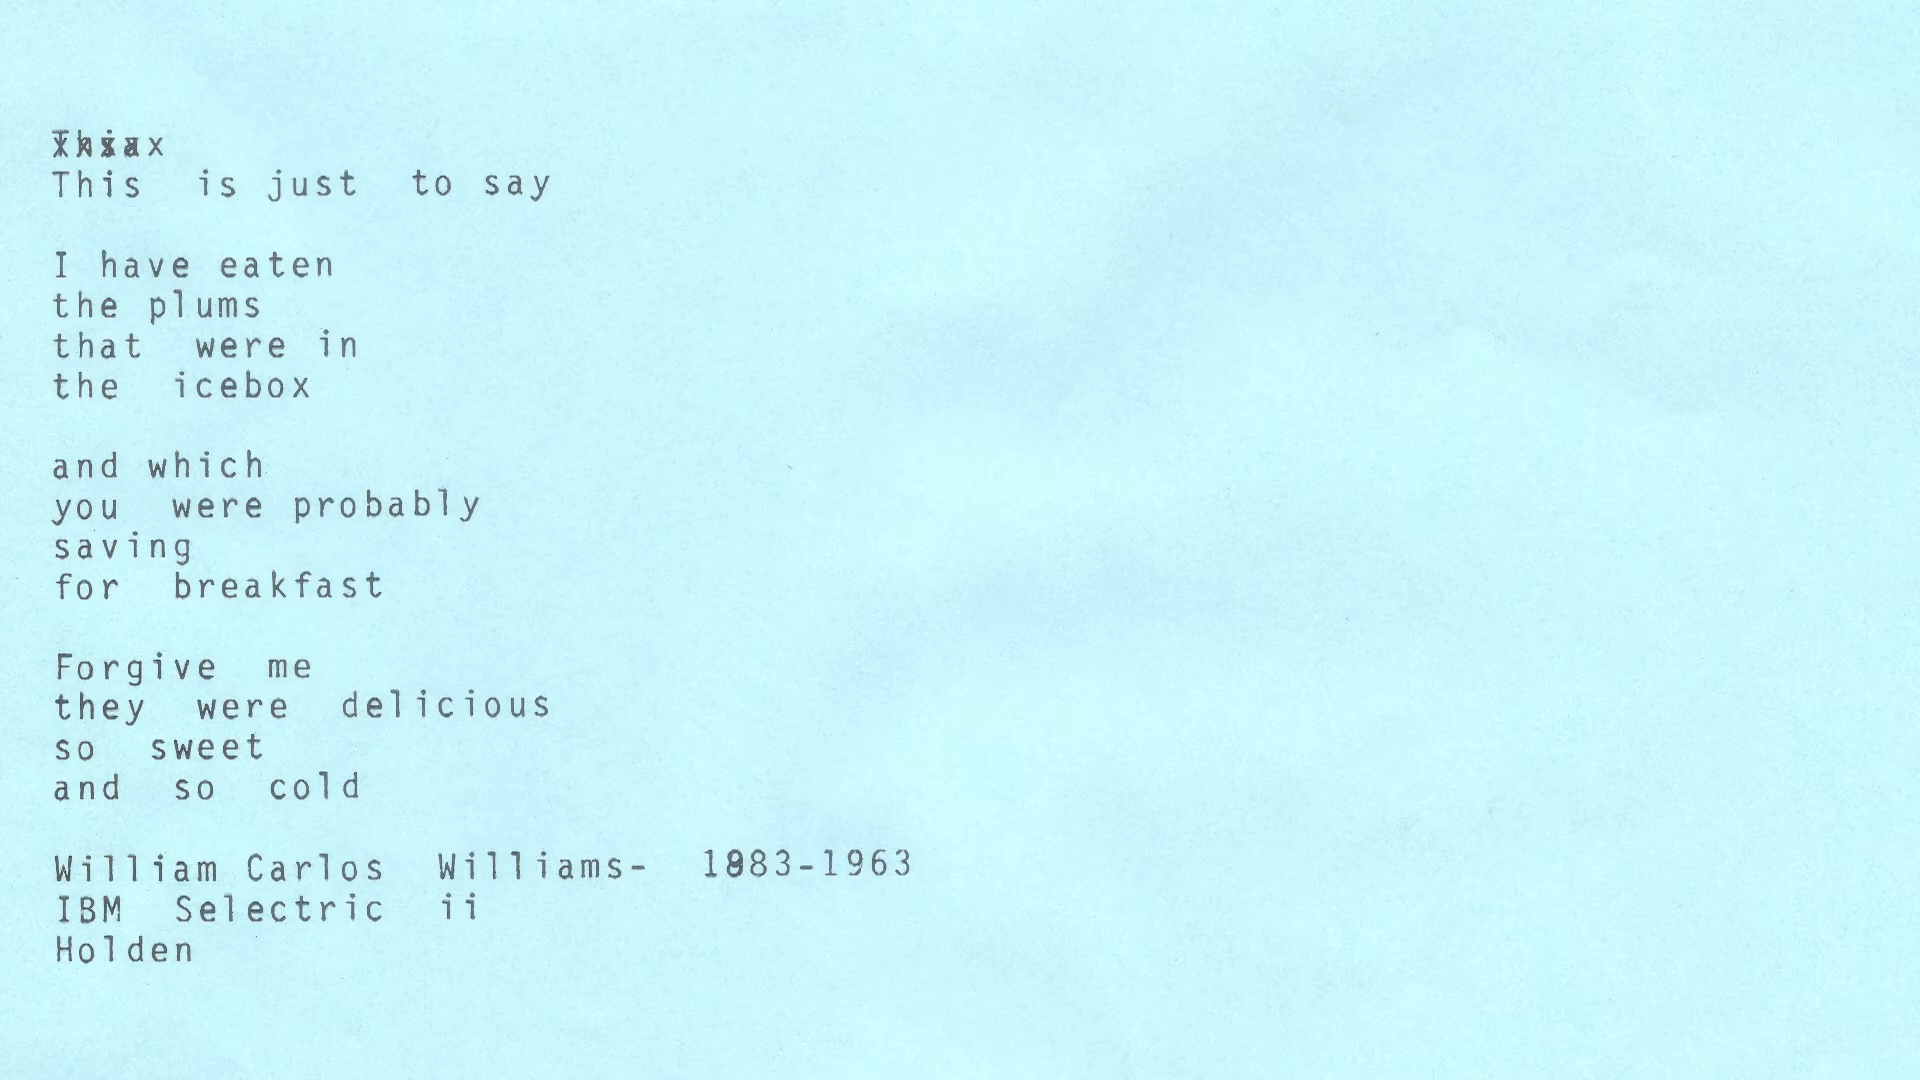 This is just to say

I have eaten
the plums
that were in
the icebox

and which
you were probably
saving
for breakfast

Forgive me
they were delicious
so sweet
and so cold

William Carlos Williams- 1883-1963
IBM Selectric ii
Holden